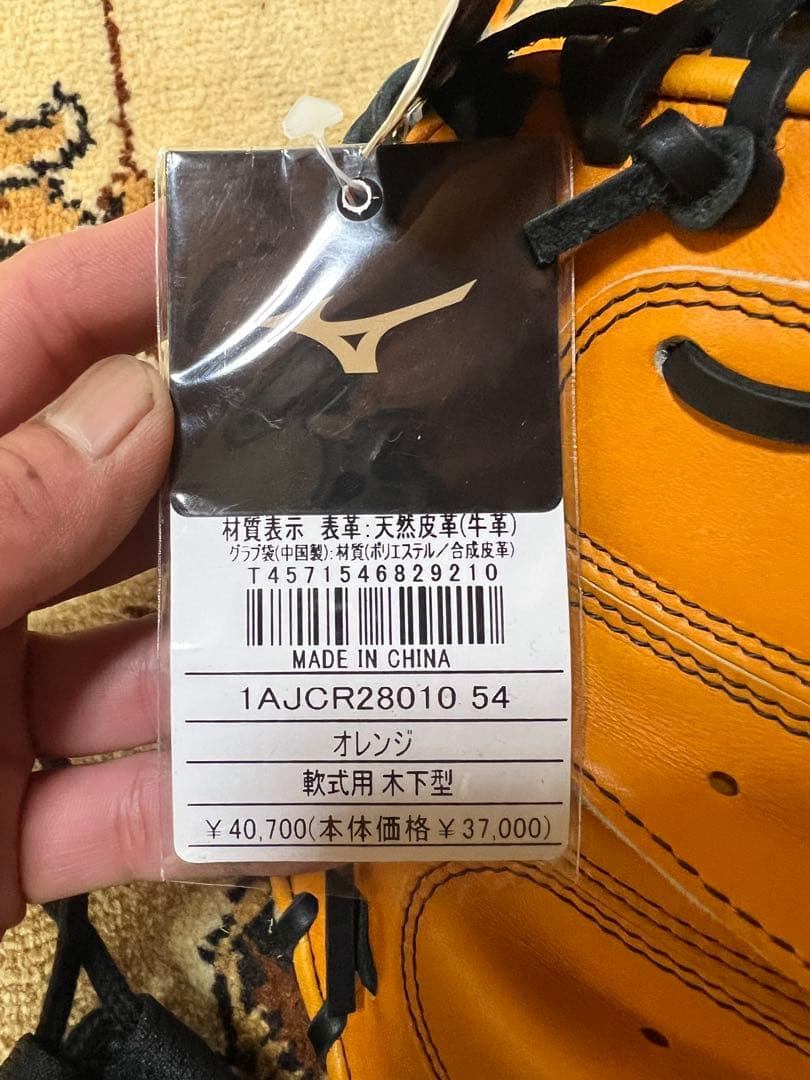 材質表示 表革:天然皮革(牛革)
グラブ袋(中国製):材質(ポリエステル/合成皮革)
T4571546829210
MADE IN CHINA
1AJCR28010 54
オレンジ
軟式用 木下型
￥40,700(本体価格￥37,000)